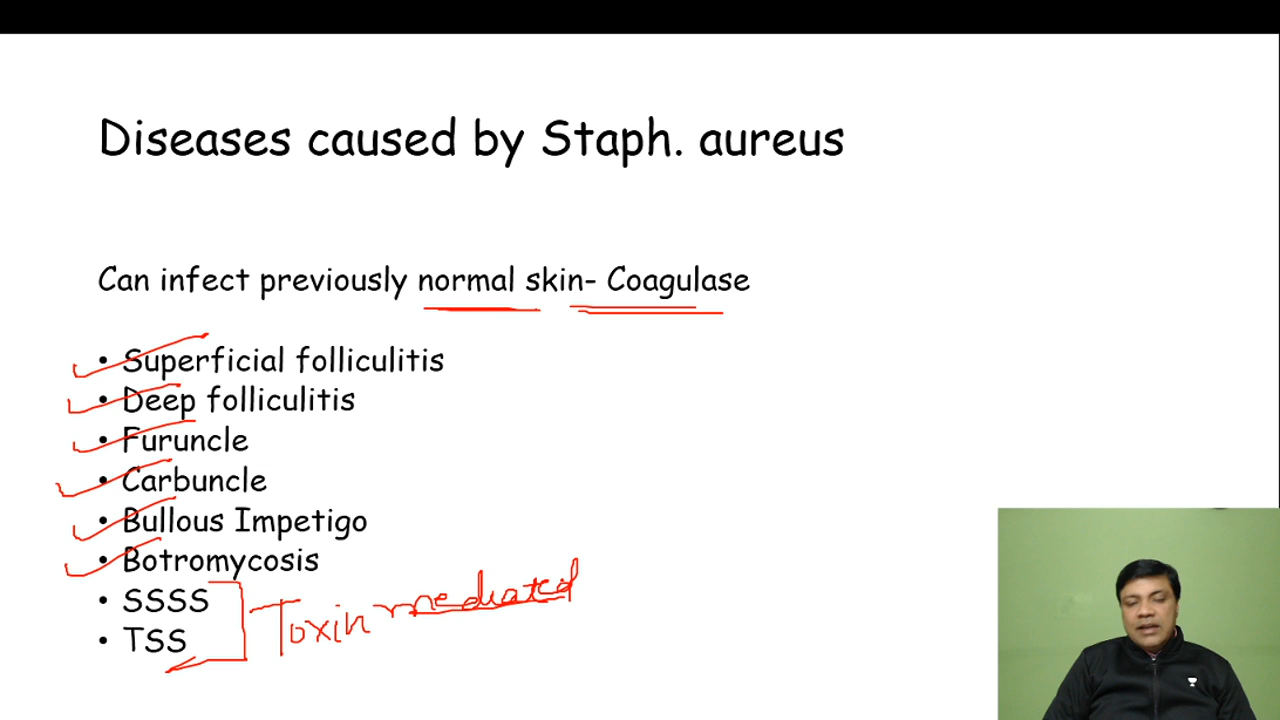 Diseases caused by Staph. aureus
Can infect previously normal skin- Coagulase
• Superficial folliculitis
• Deep folliculitis
• Furuncle
• Carbuncle
• Bullous Impetigo
• Botromycosis
• SSSS
• TSS
Toxin mediated